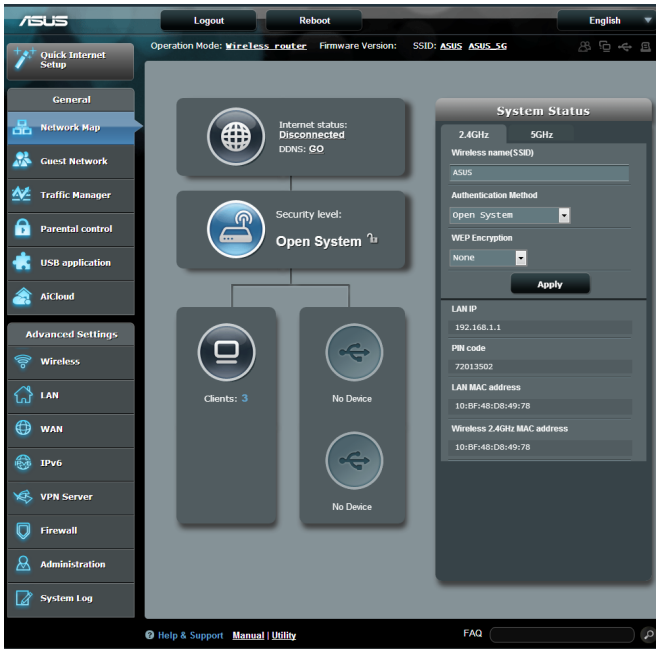 ASUS
Logout
Reboot
English
Quick Internet
Setup
Operation Mode: Wireless router Firmware Version: SSID: ASUS ASUS_5G
General
Network Map
Guest Network
Traffic Manager
Parental control
USB application
AiCloud
Advanced Settings
Wireless
LAN
WAN
IPv6
VPN Server
Firewall
Administration
System Log
Internet status:
Disconnected
DDNS: GO
Security level:
Open System
Clients: 3
No Device
No Device
System Status
2.4GHz
5GHz
Wireless name(SSID)
ASUS
Authentication Method
Open System
WEP Encryption
None
Apply
LAN IP
192.168.1.1
PIN code
72013502
LAN MAC address
10:BF:48:D8:49:78
Wireless 2.4GHz MAC address
10:BF:48:D8:49:78
Help & Support Manual | Utility
FAQ